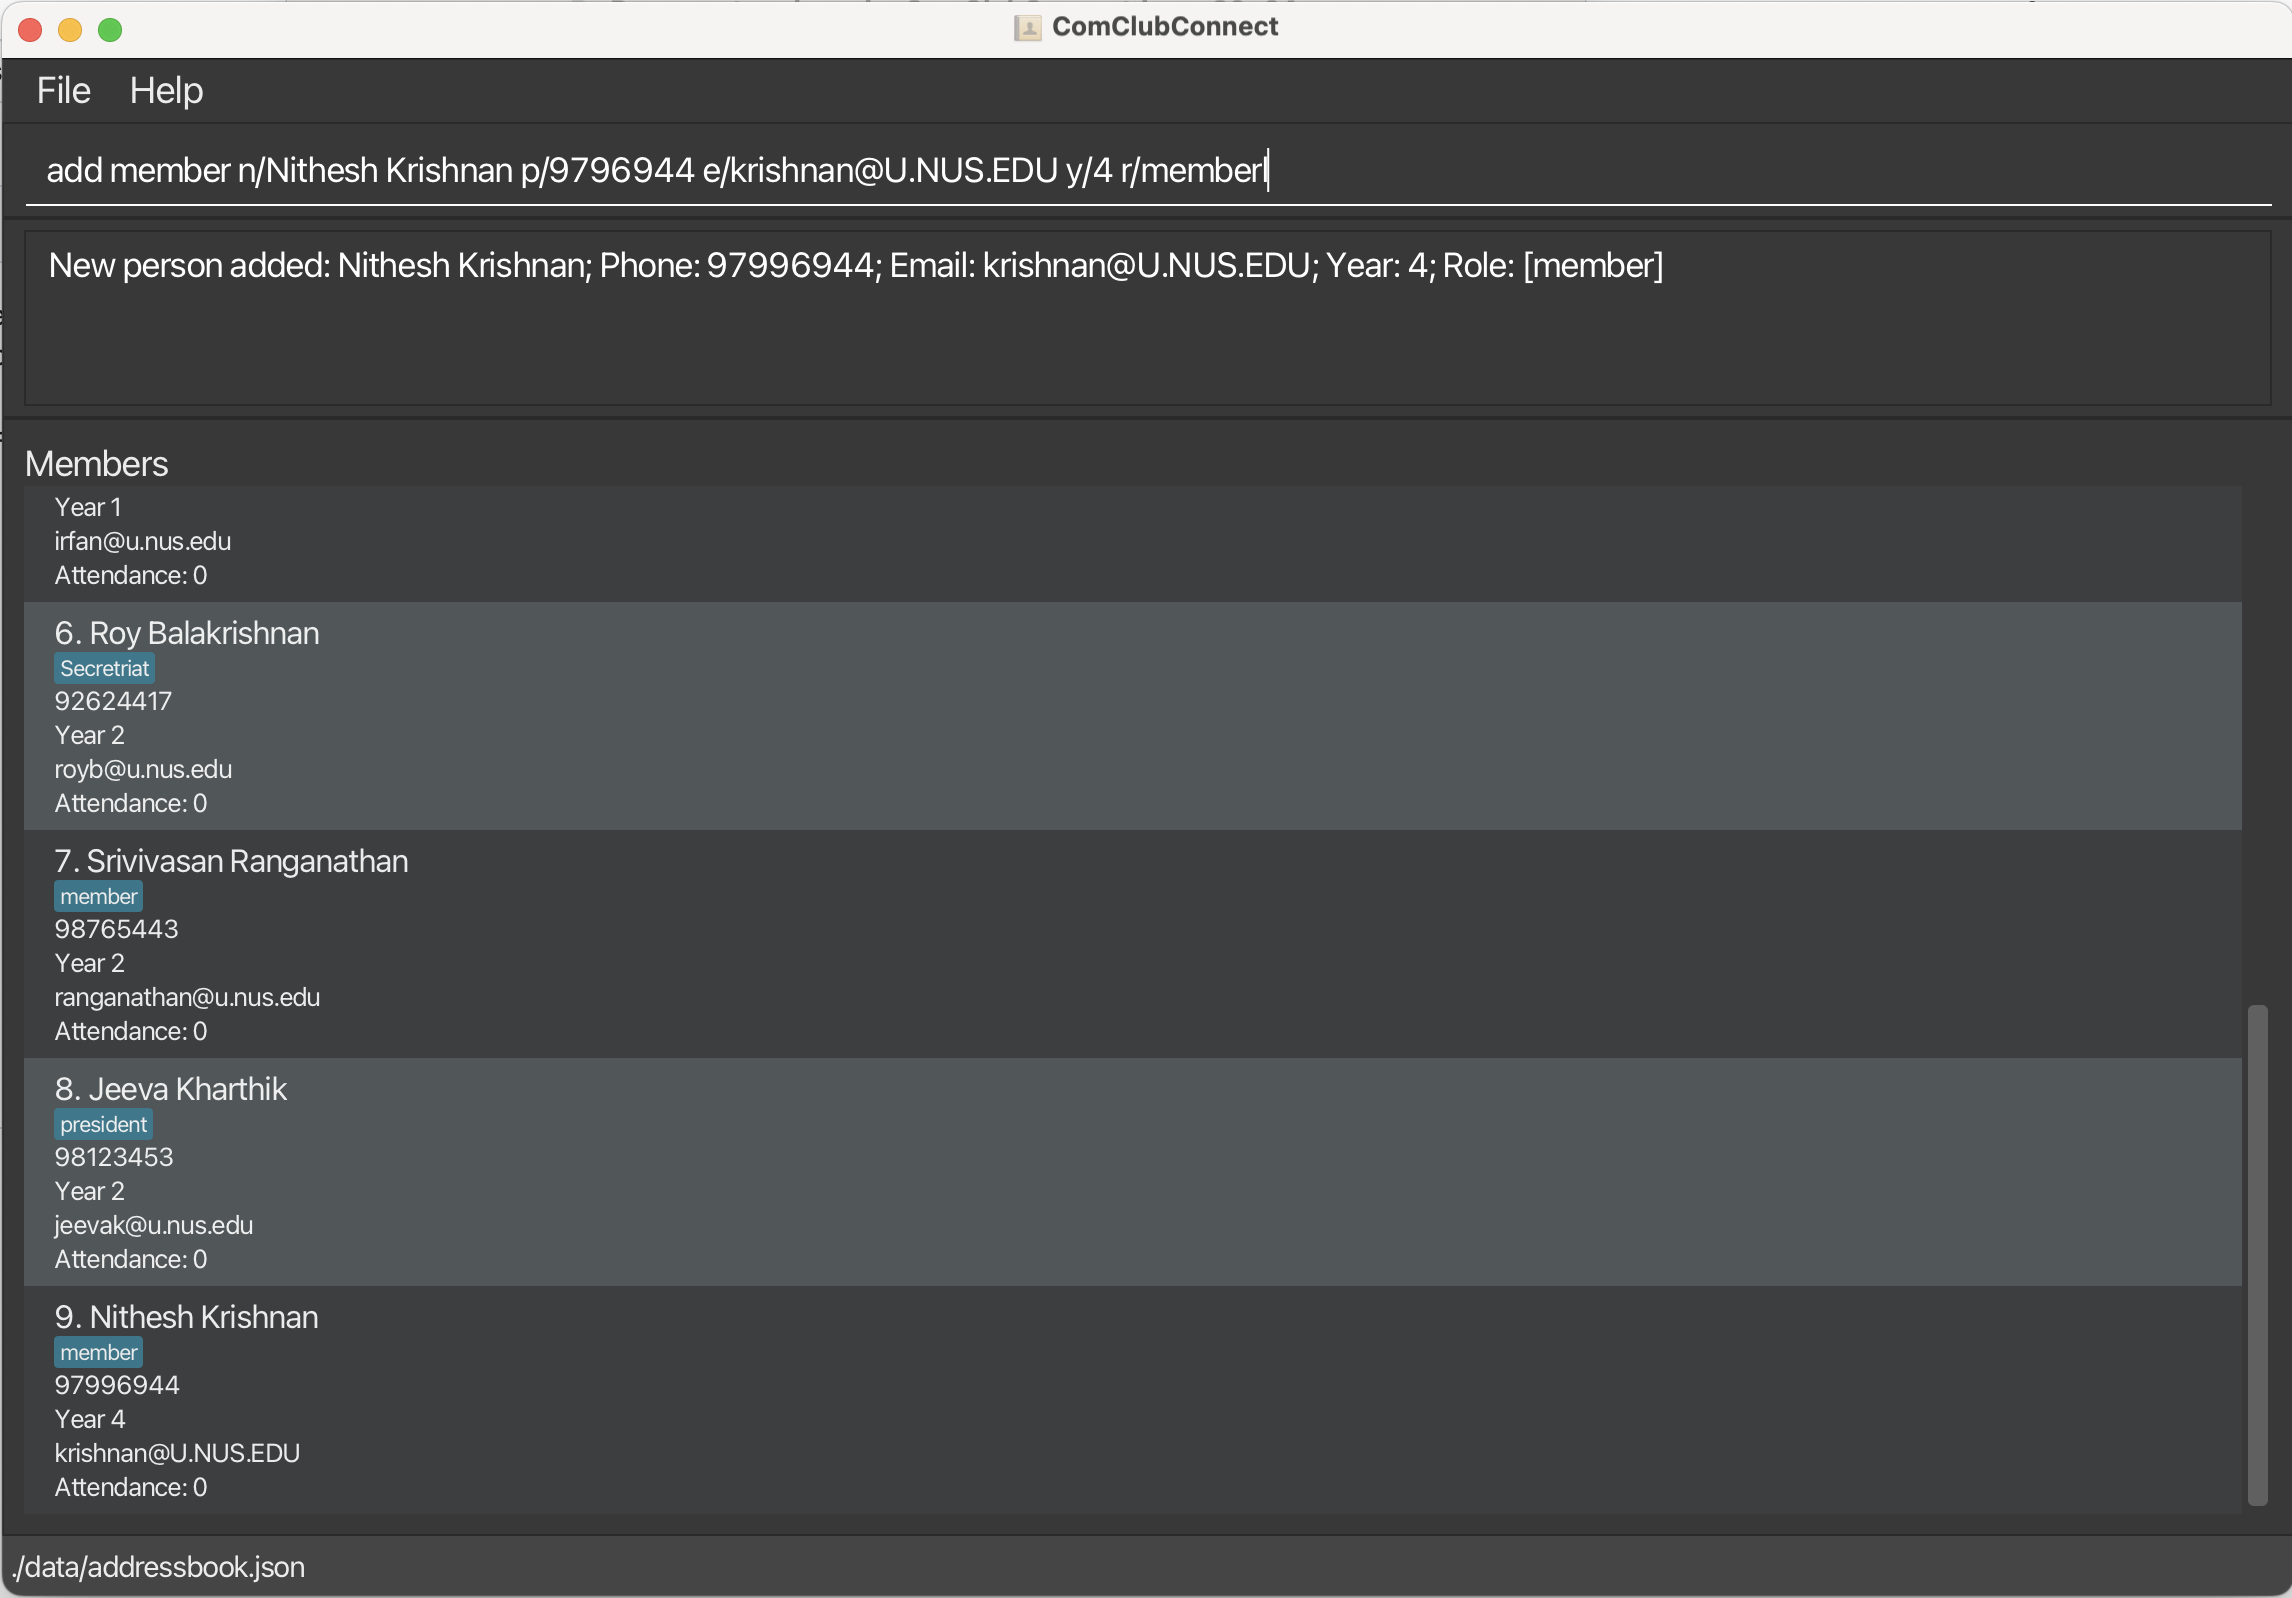 ComClubConnect
File Help
add member n/Nithesh Krishnan p/9796944 e/krishnan@U.NUS.EDU y/4 r/member
New person added: Nithesh Krishnan; Phone: 97996944; Email: krishnan@U.NUS.EDU; Year: 4; Role: [member]
Members
Year 1
irfan@u.nus.edu
Attendance: 0
6. Roy Balakrishnan
Secretriat
92624417
Year 2
royb@u.nus.edu
Attendance: 0
7. Srivivasan Ranganathan
member
98765443
Year 2
ranganathan@u.nus.edu
Attendance: 0
8. Jeeva Kharthik
president
98123453
Year 2
jeevak@u.nus.edu
Attendance: 0
9. Nithesh Krishnan
member
97996944
Year 4
krishnan@U.NUS.EDU
Attendance: 0
./data/addressbook.json